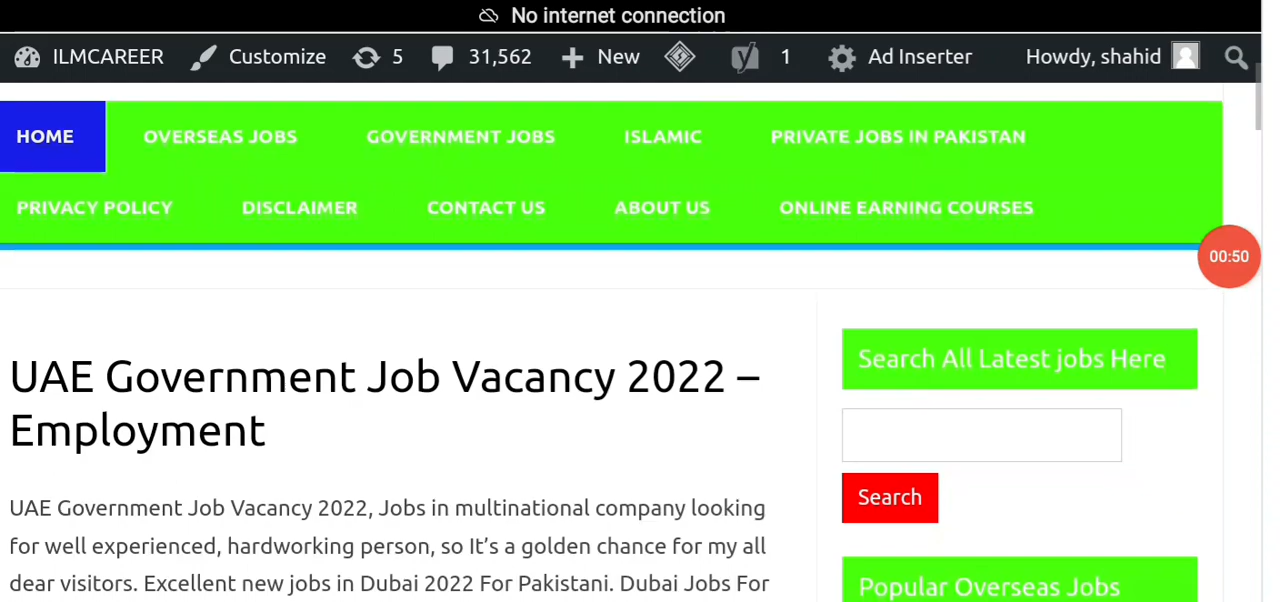 No internet connection
ILMCAREER Customize 5 31,562 New 1 Ad Inserter Howdy, shahid
HOME OVERSEAS JOBS GOVERNMENT JOBS ISLAMIC PRIVATE JOBS IN PAKISTAN
PRIVACY POLICY DISCLAIMER CONTACT US ABOUT US ONLINE EARNING COURSES
00:50
UAE Government Job Vacancy 2022 –
Employment
UAE Government Job Vacancy 2022, Jobs in multinational company looking
for well experienced, hardworking person, so It's a golden chance for my all
dear visitors. Excellent new jobs in Dubai 2022 For Pakistani. Dubai Jobs For
Search All Latest jobs Here
Search
Popular Overseas Jobs